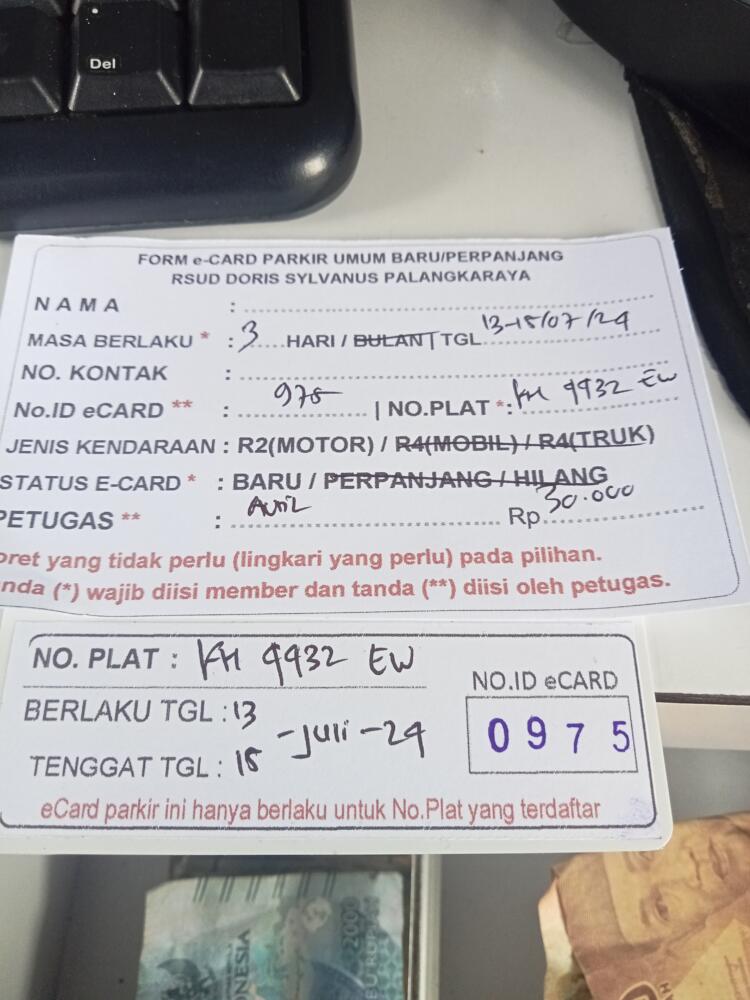 Del
FORM e-CARD PARKIR UMUM BARU/PERPANJANG
RSUD DORIS SYLVANUS PALANGKARAYA
NAMA :
MASA BERLAKU * : 3 HARI / BULAN | TGL 13-15/07/24
NO. KONTAK :
No.ID eCARD ** : 975 | NO.PLAT *: KH 9932 EW
JENIS KENDARAAN : R2(MOTOR) / R4(MOBIL) / R4(TRUK)
STATUS E-CARD * : BARU / PERPANJANG / HILANG
PETUGAS ** : Rp 30.000
oret yang tidak perlu (lingkari yang perlu) pada pilihan.
nda (*) wajib diisi member dan tanda (**) diisi oleh petugas.
NO. PLAT : KH 9932 EW
NO.ID eCARD
BERLAKU TGL : 13
0975
-Juli-24
TENGGAT TGL : 15
eCard parkir ini hanya berlaku untuk No.Plat yang terdaftar